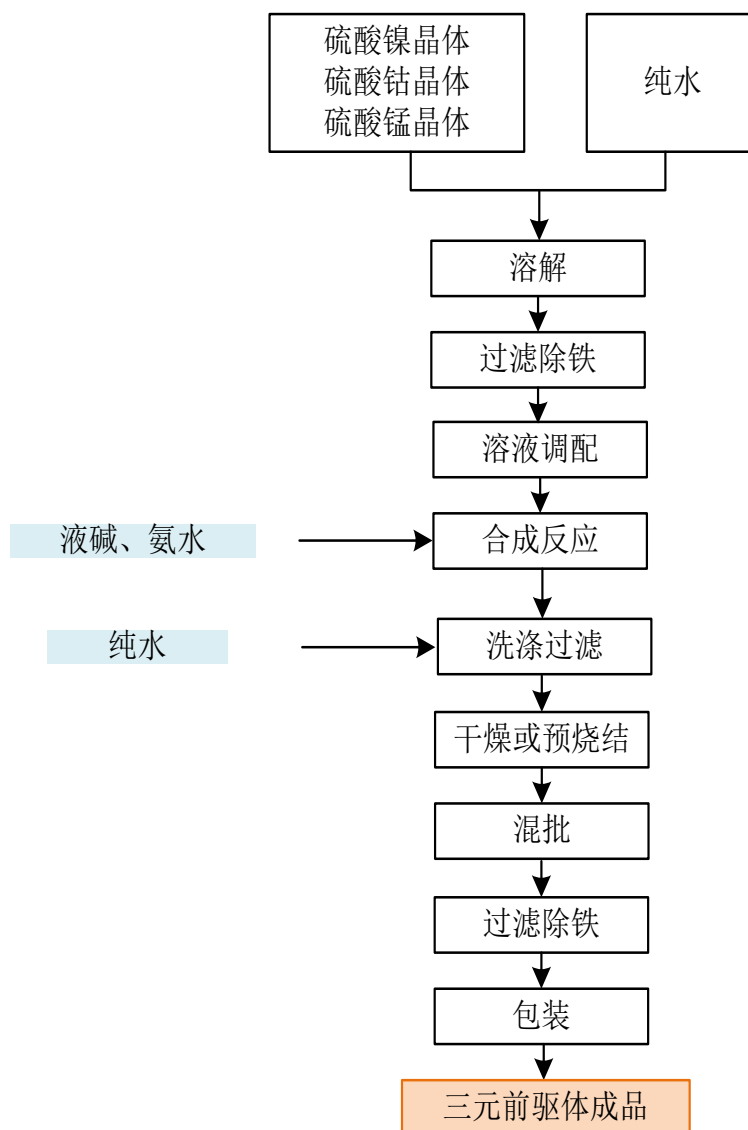 硫酸镍晶体
硫酸钴晶体
硫酸锰晶体
纯水
溶解
过滤除铁
溶液调配
液碱、氨水
合成反应
纯水
洗涤过滤
干燥或预烧结
混批
过滤除铁
包装
三元前驱体成品